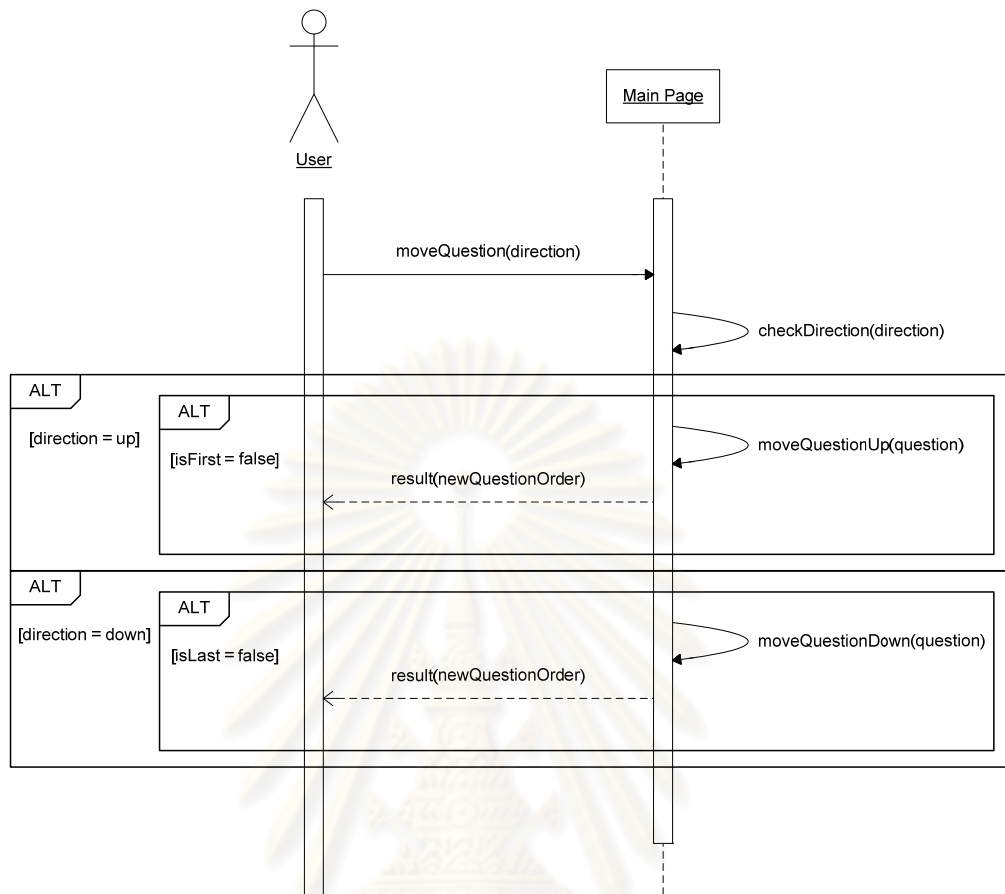 Main Page
User
moveQuestion(direction)
checkDirection(direction)
ALT
[direction = up]
ALT
[isFirst = false]
moveQuestionUp(question)
result(newQuestionOrder)
ALT
[direction = down]
ALT
[isLast = false]
moveQuestionDown(question)
result(newQuestionOrder)